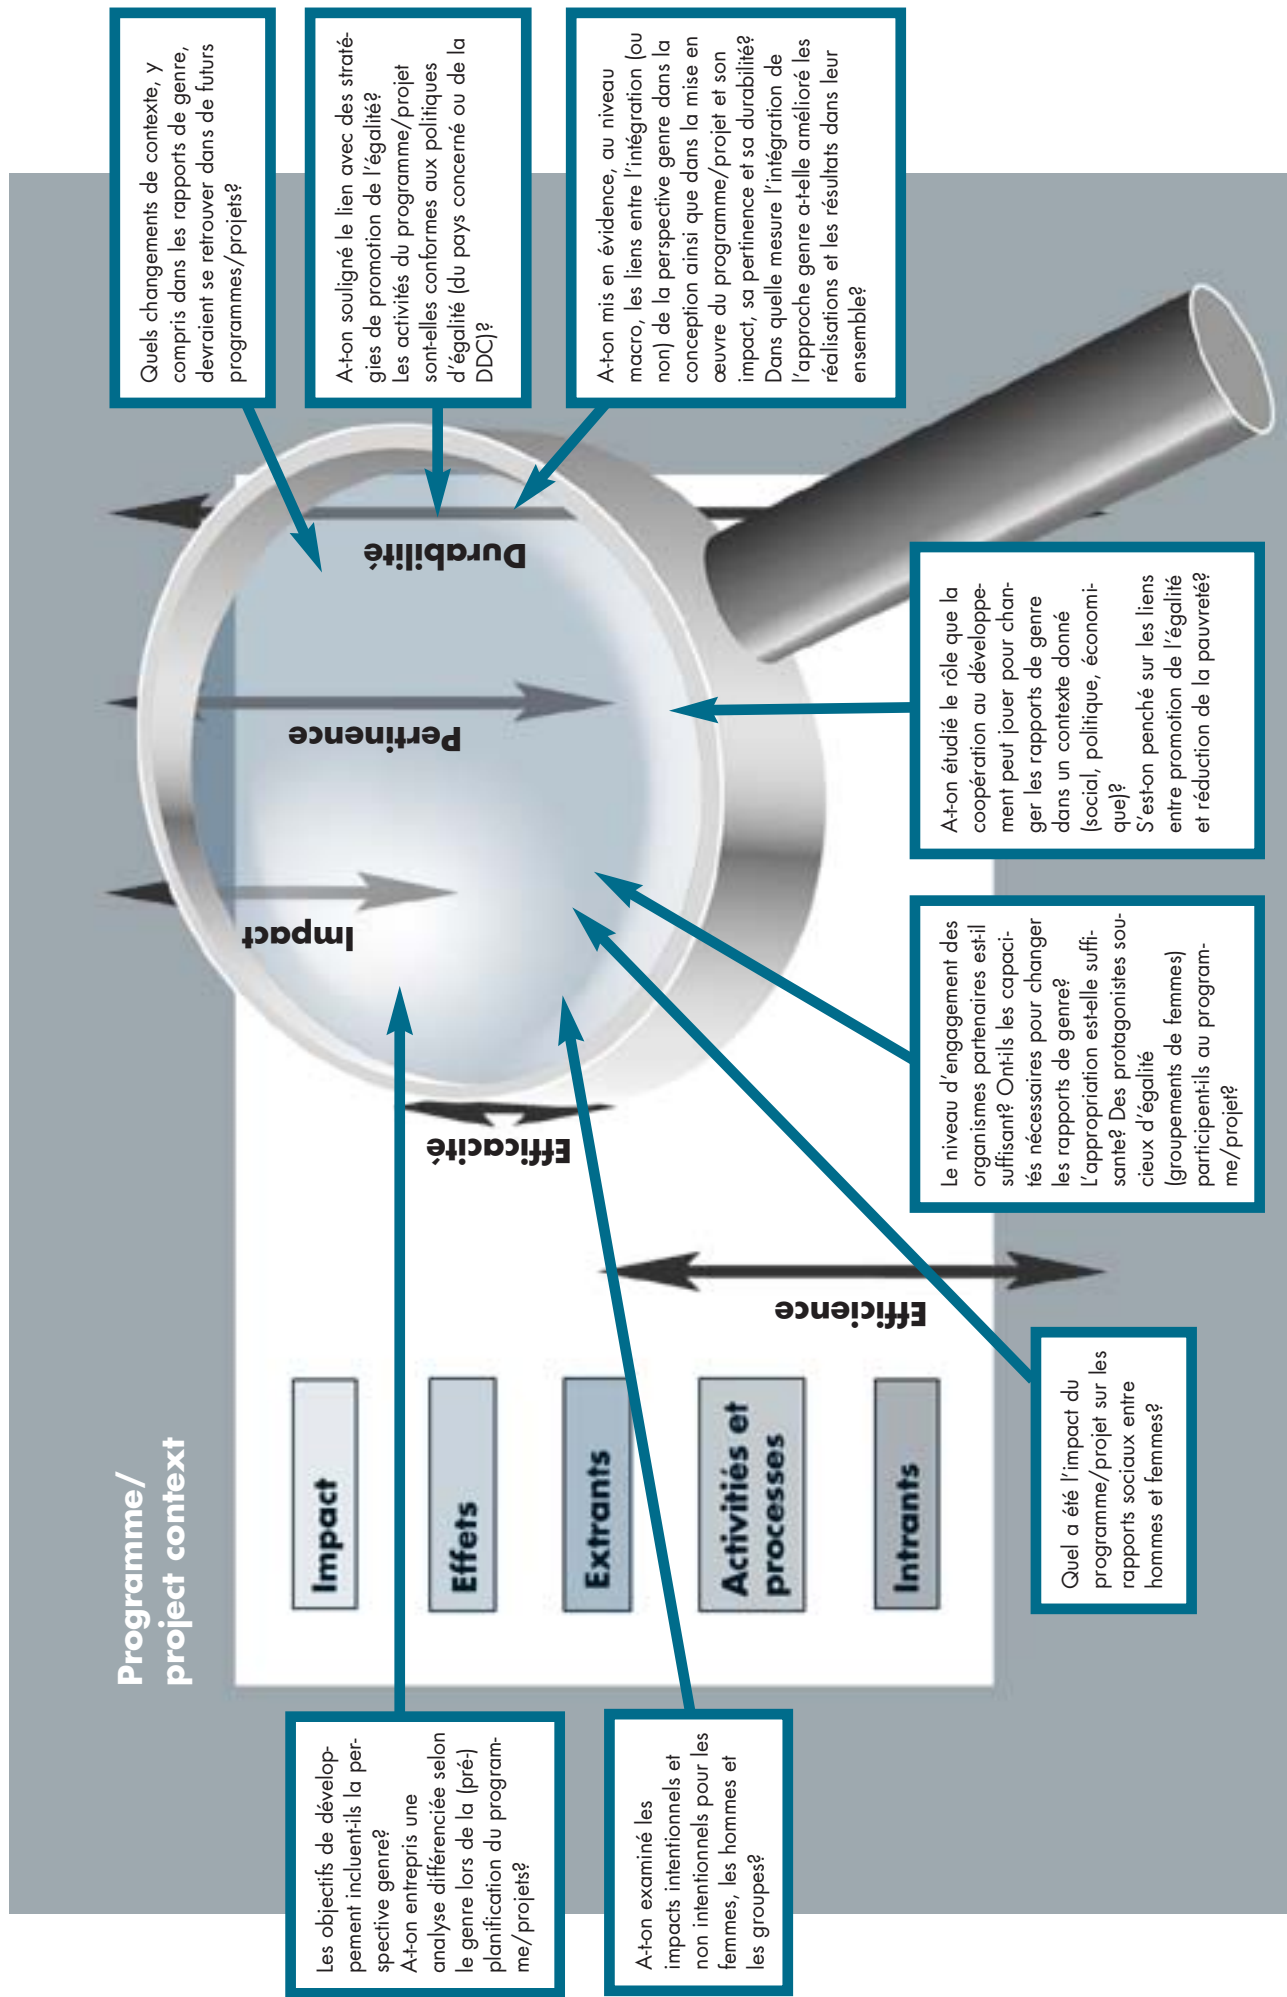 Programme/
project context
Impact
Effets
Extrants
Activitiés et
processes
Intrants
Efficience
Efficacité
Impact
Pertinence
Durabilité
Les objectifs de dévelop-
pement incluent-ils la per-
spective genre?
A-t-on entrepris une
analyse différenciée selon
le genre lors de la (pré-)
planification du program-
me/projets?
A-t-on examiné les
impacts intentionnels et
non intentionnels pour les
femmes, les hommes et
les groupes?
Quel a été l'impact du
programme/projet sur les
rapports sociaux entre
hommes et femmes?
Le niveau d'engagement des
organismes partenaires est-il
suffisant? Ont-ils les capaci-
tés nécessaires pour changer
les rapports de genre?
L'appropriation est-elle suffi-
sante? Des protagonistes sou-
cieux d'égalité
(groupements de femmes)
participent-ils au program-
me/projet?
A-t-on étudié le rôle que la
coopération au développe-
ment peut jouer pour chan-
ger les rapports de genre
dans un contexte donné
(social, politique, économi-
que)?
S'est-on penché sur les liens
entre promotion de l'égalité
et réduction de la pauvreté?
Quels changements de contexte, y
compris dans les rapports de genre,
devraient se retrouver dans de futurs
programmes/projets?
A-t-on souligné le lien avec des straté-
gies de promotion de l'égalité?
Les activités du programme/projet
sont-elles conformes aux politiques
d'égalité (du pays concerné ou de la
DDC)?
A-t-on mis en évidence, au niveau
macro, les liens entre l'intégration (ou
non) de la perspective genre dans la
conception ainsi que dans la mise en
œuvre du programme/projet et son
impact, sa pertinence et sa durabilité?
Dans quelle mesure l'intégration de
l'approche genre a-t-elle amélioré les
réalisations et les résultats dans leur
ensemble?